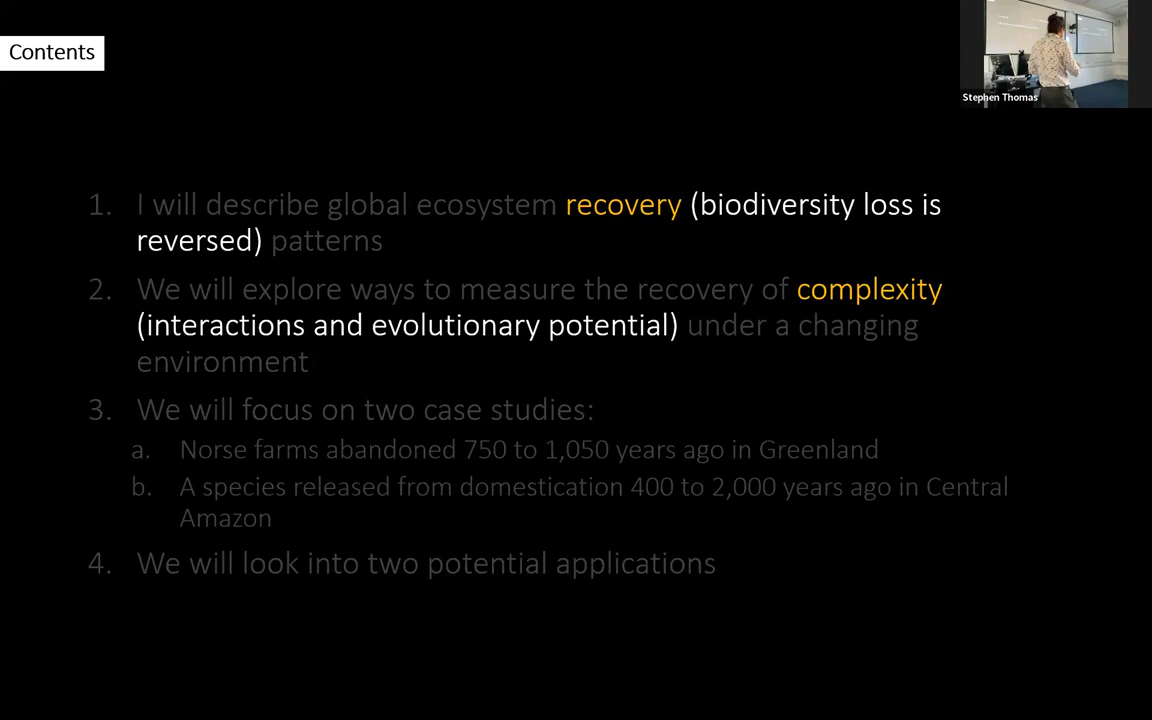 Contents
Stephen Thomas
1. I will describe global ecosystem recovery (biodiversity loss is
reversed) patterns
2. We will explore ways to measure the recovery of complexity
(interactions and evolutionary potential) under a changing
environment
3. We will focus on two case studies:
a. Norse farms abandoned 750 to 1,050 years ago in Greenland
b. A species released from domestication 400 to 2,000 years ago in Central
Amazon
4. We will look into two potential applications